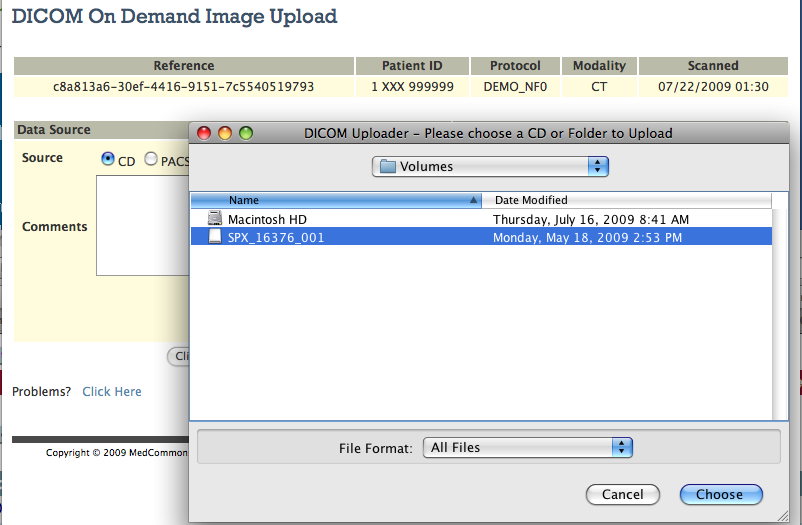 DICOM On Demand Image Upload
Reference Patient ID Protocol Modality Scanned
c8a813a6-30ef-4416-9151-7c5540519793 1 XXX 999999 DEMO_NF0 CT 07/22/2009 01:30
Data Source
Source CD PACS
Comments
Cli
Problems? Click Here
Copyright © 2009 MedCommons
DICOM Uploader - Please choose a CD or Folder to Upload
Volumes
Name Date Modified
Macintosh HD Thursday, July 16, 2009 8:41 AM
SPX_16376_001 Monday, May 18, 2009 2:53 PM
File Format: All Files
Cancel Choose